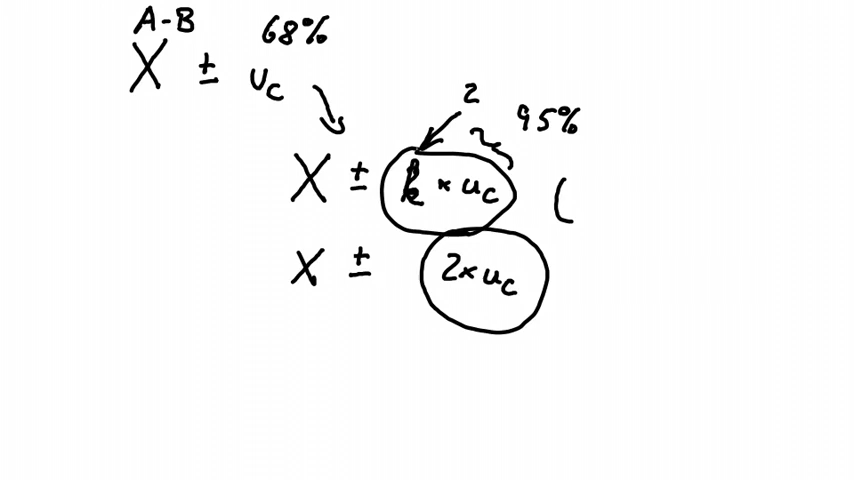 A-B 68%
X ± uc
2 95%
X ± k × uc (
X ± 2× uc